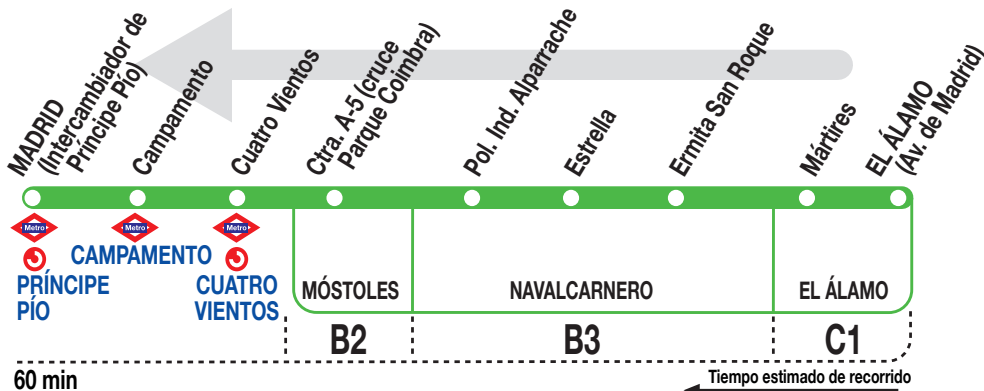 MADRID
(Intercambiador de
Príncipe Pío)
Campamento
Cuatro Vientos
Ctra. A-5 (cruce
Parque Coimbra)
Pol. Ind. Alparrache
Estrella
Ermita San Roque
Mártires
EL ÁLAMO
(Av. de Madrid)
Metro
Metro
Metro
PRÍNCIPE
PÍO
CAMPAMENTO
CUATRO
VIENTOS
MÓSTOLES
NAVALCARNERO
EL ÁLAMO
B2
B3
C1
60 min
Tiempo estimado de recorrido